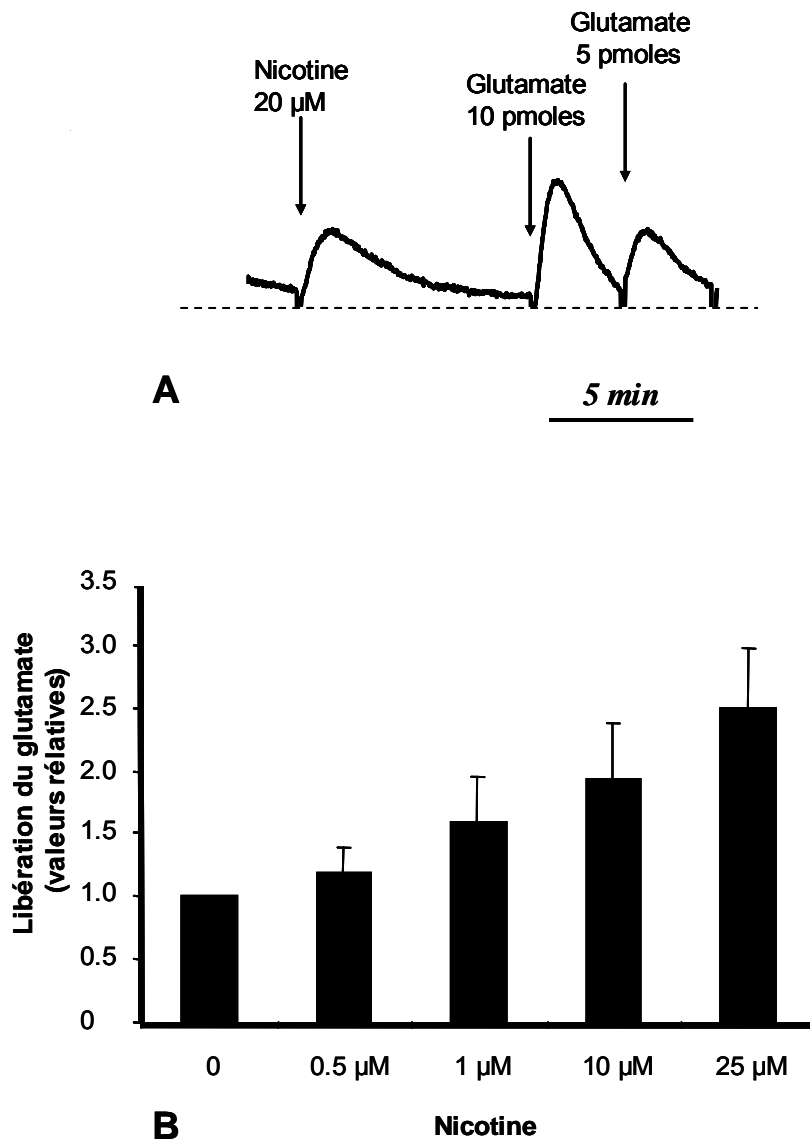 Glutamate
5 pmoles
Nicotine
20 µM
Glutamate
10 pmoles
A
5 min
Libération du glutamate
(valeurs rélatives)
3.5
3.0
2.5
2.0
1.5
1.0
0.5
0
0
0.5 µM
1 µM
10 µM
25 µM
B
Nicotine